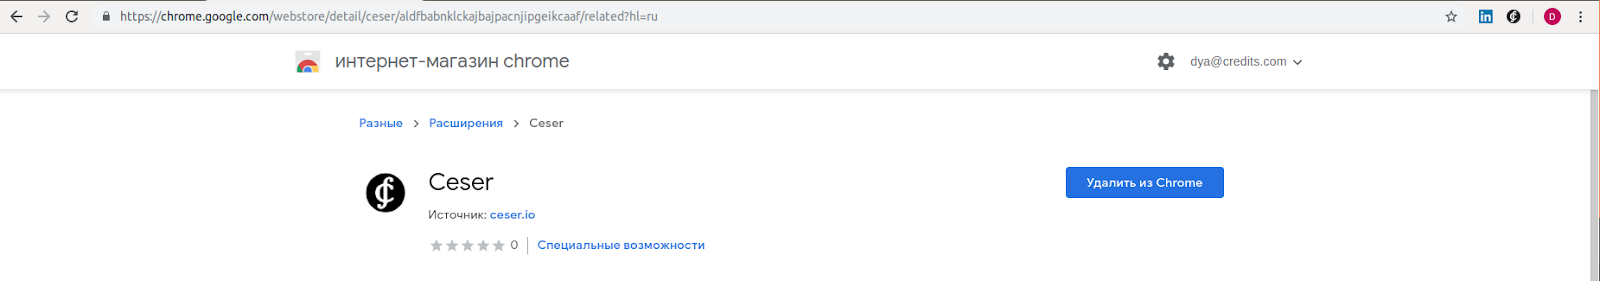 https://chrome.google.com/webstore/detail/ceser/aldfbabnklckajbajpacnjipgeikcaaf/related?hl=ru
in
D
интернет-магазин chrome
dya@credits.com
Разные > Расширения > Ceser
Ceser
Удалить из Chrome
Источник: ceser.io
0 | Специальные возможности